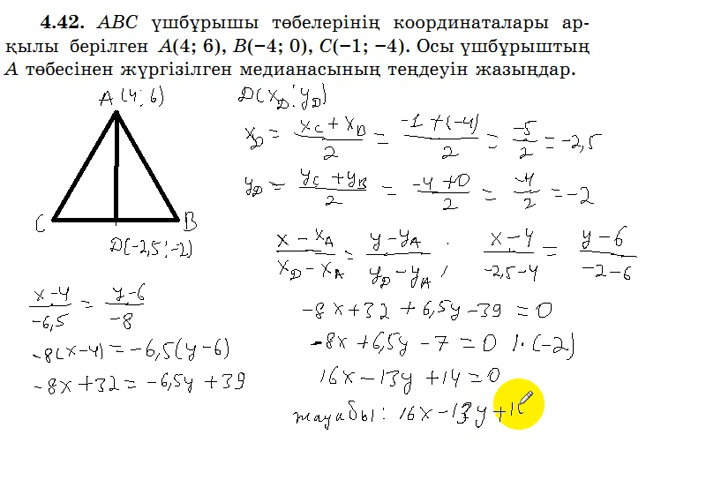 4.42. ABC үшбұрышы төбелерінің координаталары ар-
қылы берілген A(4; 6), B(−4; 0), C(−1; −4). Осы үшбұрыштың
A төбесінен жүргізілген медианасының теңдеуін жазыңдар.
A(4; 6)
C
B
D(-2,5; -2)
D(x_D; y_D)
x_D = (x_C + x_B)/2 = (-1 + (-4))/2 = -5/2 = -2,5
y_D = (y_C + y_B)/2 = (-4 + 0)/2 = -4/2 = -2
(x - x_A)/(x_D - x_A) = (y - y_A)/(y_D - y_A); (x - 4)/(-2,5 - 4) = (y - 6)/(-2 - 6)
(x - 4)/(-6,5) = (y - 6)/(-8)
-8(x - 4) = -6,5(y - 6)
-8x + 32 = -6,5y + 39
-8x + 32 + 6,5y - 39 = 0
-8x + 6,5y - 7 = 0 |·(-2)
16x - 13y + 14 = 0
жауабы: 16x - 13y + 1